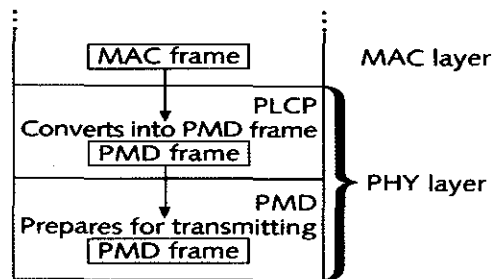 MAC frame
MAC layer
PLCP
Converts into PMD frame
PMD frame
PHY layer
PMD
Prepares for transmitting
PMD frame